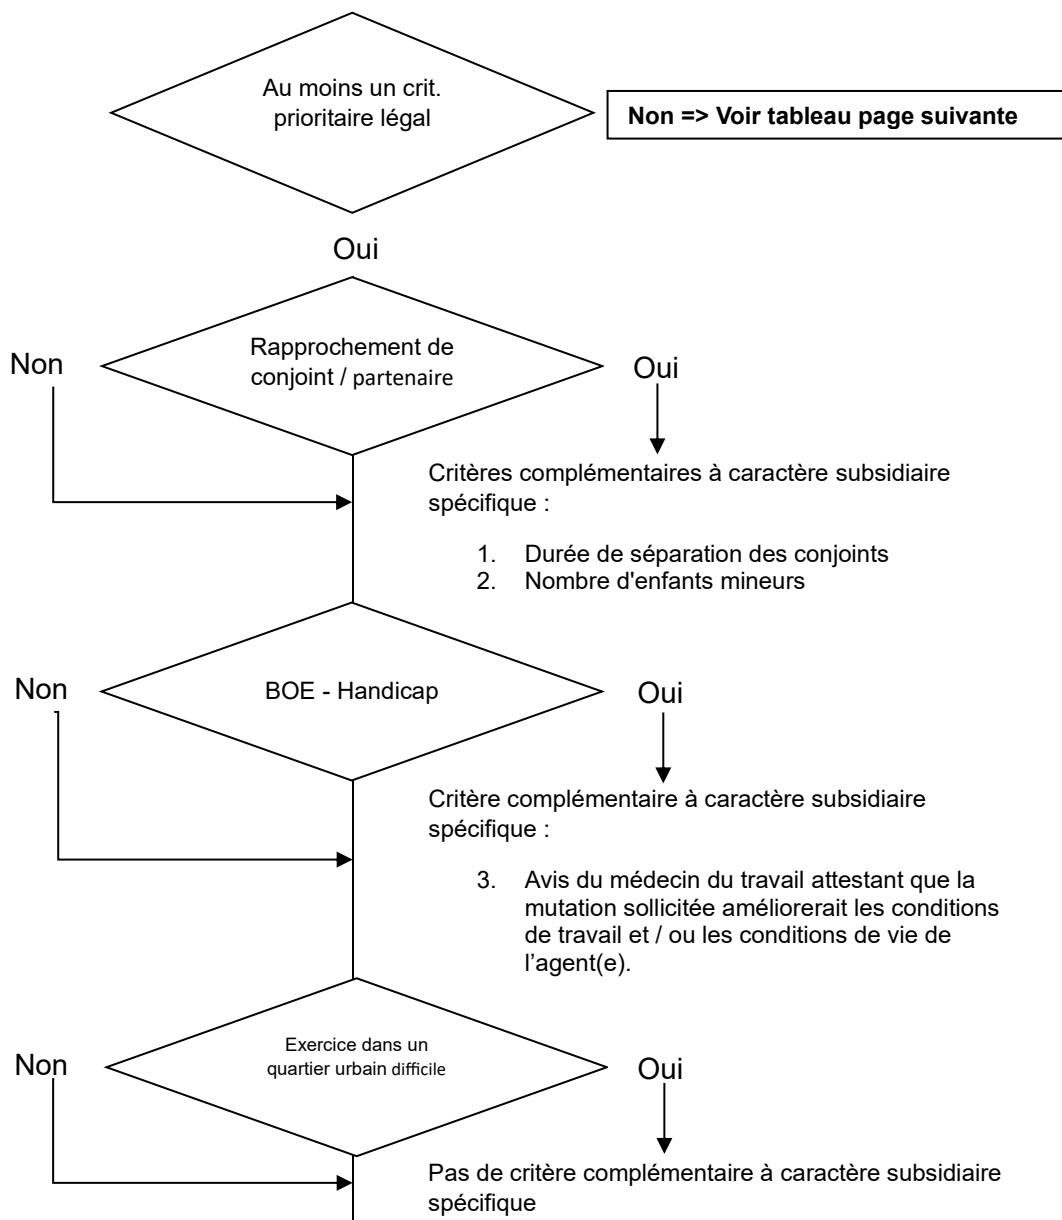 Au moins un crit.
prioritaire légal
Non => Voir tableau page suivante
Oui
Rapprochement de
conjoint / partenaire
Non
Oui
Critères complémentaires à caractère subsidiaire
spécifique :
1. Durée de séparation des conjoints
2. Nombre d'enfants mineurs
Non
BOE - Handicap
Oui
Critère complémentaire à caractère subsidiaire
spécifique :
3. Avis du médecin du travail attestant que la
mutation sollicitée améliorerait les conditions
de travail et / ou les conditions de vie de
l’agent(e).
Exercice dans un
quartier urbain difficile
Non
Oui
Pas de critère complémentaire à caractère subsidiaire
spécifique